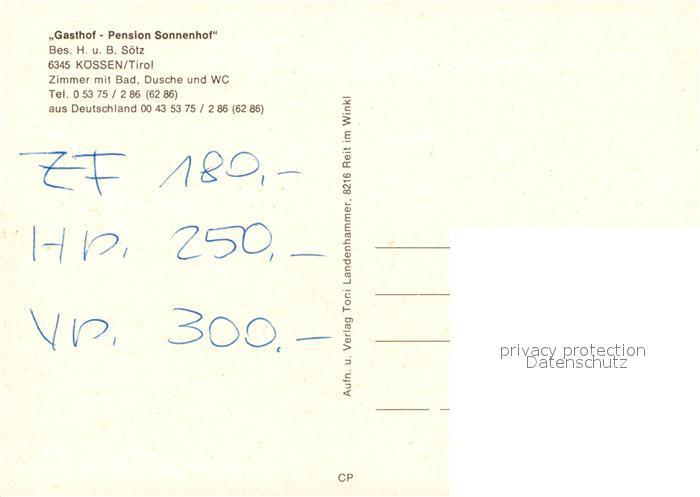 „Gasthof - Pension Sonnenhof“
Bes. H. u. B. Sötz
6345 KÖSSEN/Tirol
Zimmer mit Bad, Dusche und WC
Tel. 0 53 75 / 2 86 (62 86)
aus Deutschland 00 43 53 75 / 2 86 (62 86)
ZF 180,-
HP. 250,-
VP. 300.-
Aufn. u. Verlag Toni Landenhammer, 8216 Reit im Winkl
privacy protection
Datenschutz
CP